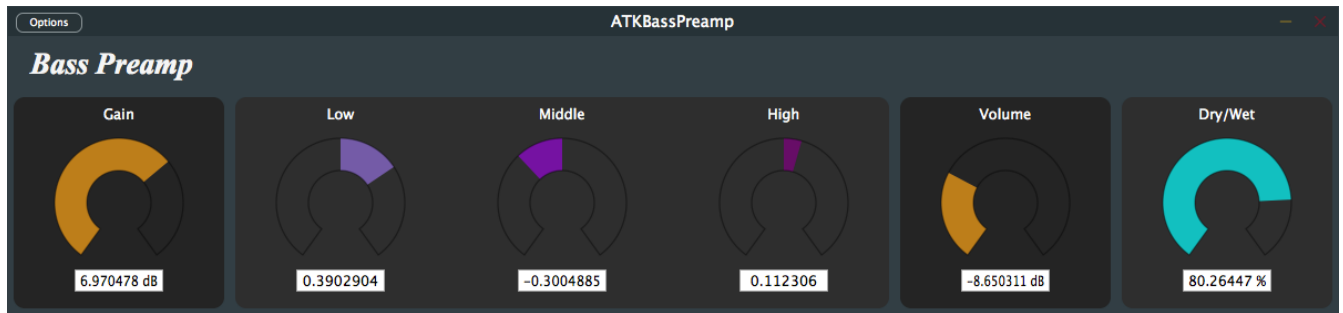 Options
ATKBassPreamp
Bass Preamp
Gain
Low
Middle
High
Volume
Dry/Wet
6.970478 dB
0.3902904
-0.3004885
0.112306
-8.650311 dB
80.26447 %